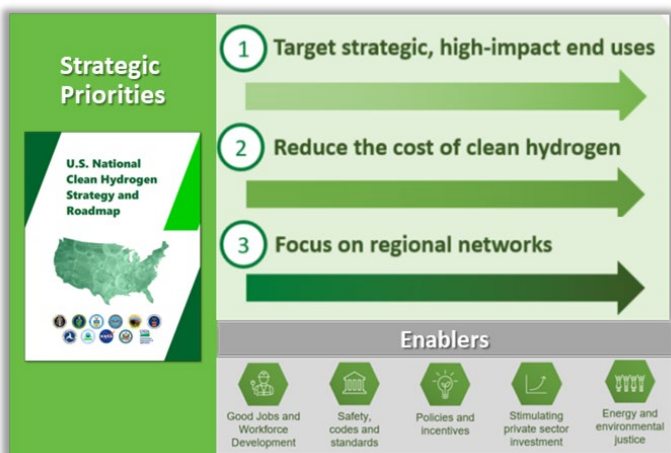 Strategic
Priorities
U.S. National
Clean Hydrogen
Strategy and
Roadmap
1 Target strategic, high-impact end uses
2 Reduce the cost of clean hydrogen
3 Focus on regional networks
Enablers
Good Jobs and
Workforce
Development
Safety,
codes and
standards
Policies and
incentives
Stimulating
private sector
investment
Energy and
environmental
justice